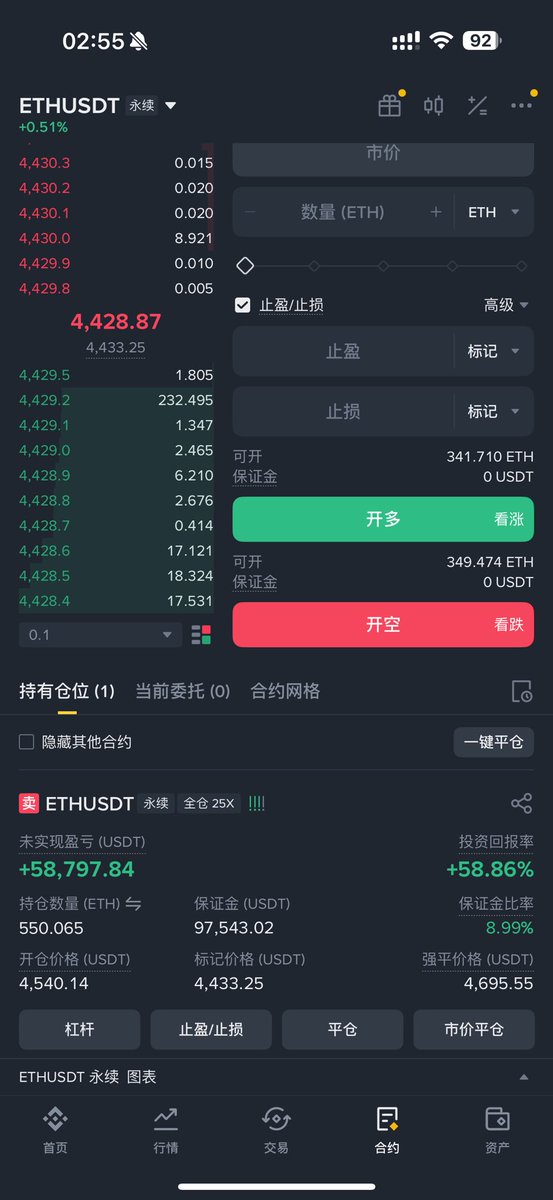 02:55
92
ETHUSDT 永续
+0.51%
市价
4,430.3 0.015
4,430.2 0.020
4,430.1 0.020
4,430.0 8.921
4,429.9 0.010
4,429.8 0.005
4,428.87
4,433.25
4,429.5 1.805
4,429.2 232.495
4,429.1 1.347
4,429.0 2.465
4,428.9 6.210
4,428.8 2.676
4,428.7 0.414
4,428.6 17.121
4,428.5 18.324
4,428.4 17.531
0.1
数量 (ETH) ETH
止盈/止损 高级
止盈 标记
止损 标记
可开 341.710 ETH
保证金 0 USDT
开多 看涨
可开 349.474 ETH
保证金 0 USDT
开空 看跌
持有仓位 (1) 当前委托 (0) 合约网格
隐藏其他合约 一键平仓
卖 ETHUSDT 永续 全仓 25X !!!!
未实现盈亏 (USDT) 投资回报率
+58,797.84 +58.86%
持仓数量 (ETH) 保证金 (USDT) 保证金比率
550.065 97,543.02 8.99%
开仓价格 (USDT) 标记价格 (USDT) 强平价格 (USDT)
4,540.14 4,433.25 4,695.55
杠杆 止盈/止损 平仓 市价平仓
ETHUSDT 永续 图表
首页 行情 交易 合约 资产